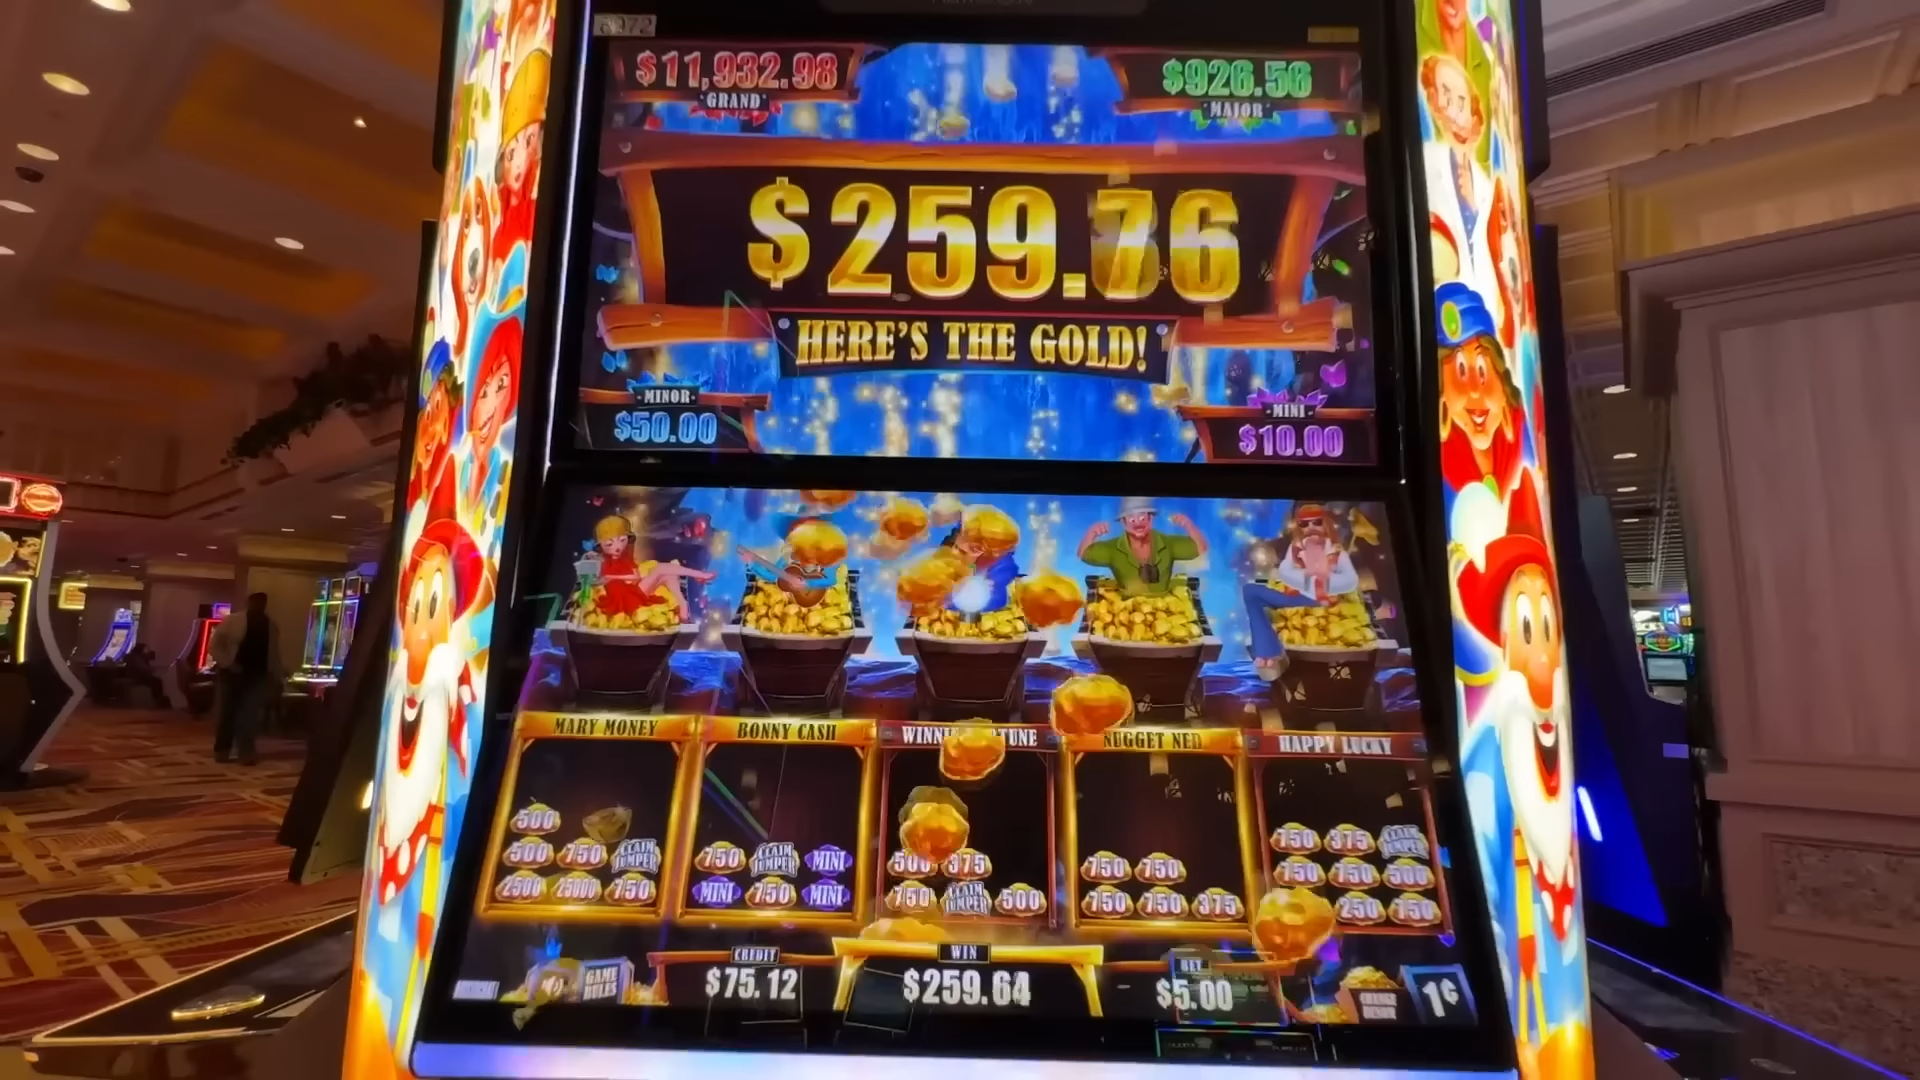 $11,932.98
GRAND
$926.56
MAJOR
$259.76
HERE'S THE GOLD!
MINOR
$50.00
MINI
$10.00
MARY MONEY
BONNY CASH
NUGGET NED
HAPPY LUCKY
500
500 750 CLAIM JUMPER
2500 25000 750
750 CLAIM JUMPER MINI
MINI 750 MINI
500 375
750 CLAIM JUMPER 500
750 750
750 750 375
750 375 CLAIM JUMPER
750 750 500
250 750
GAME RULES
CREDIT
$75.12
WIN
$259.64
BET
$5.00
CHANGE DENOM
1¢